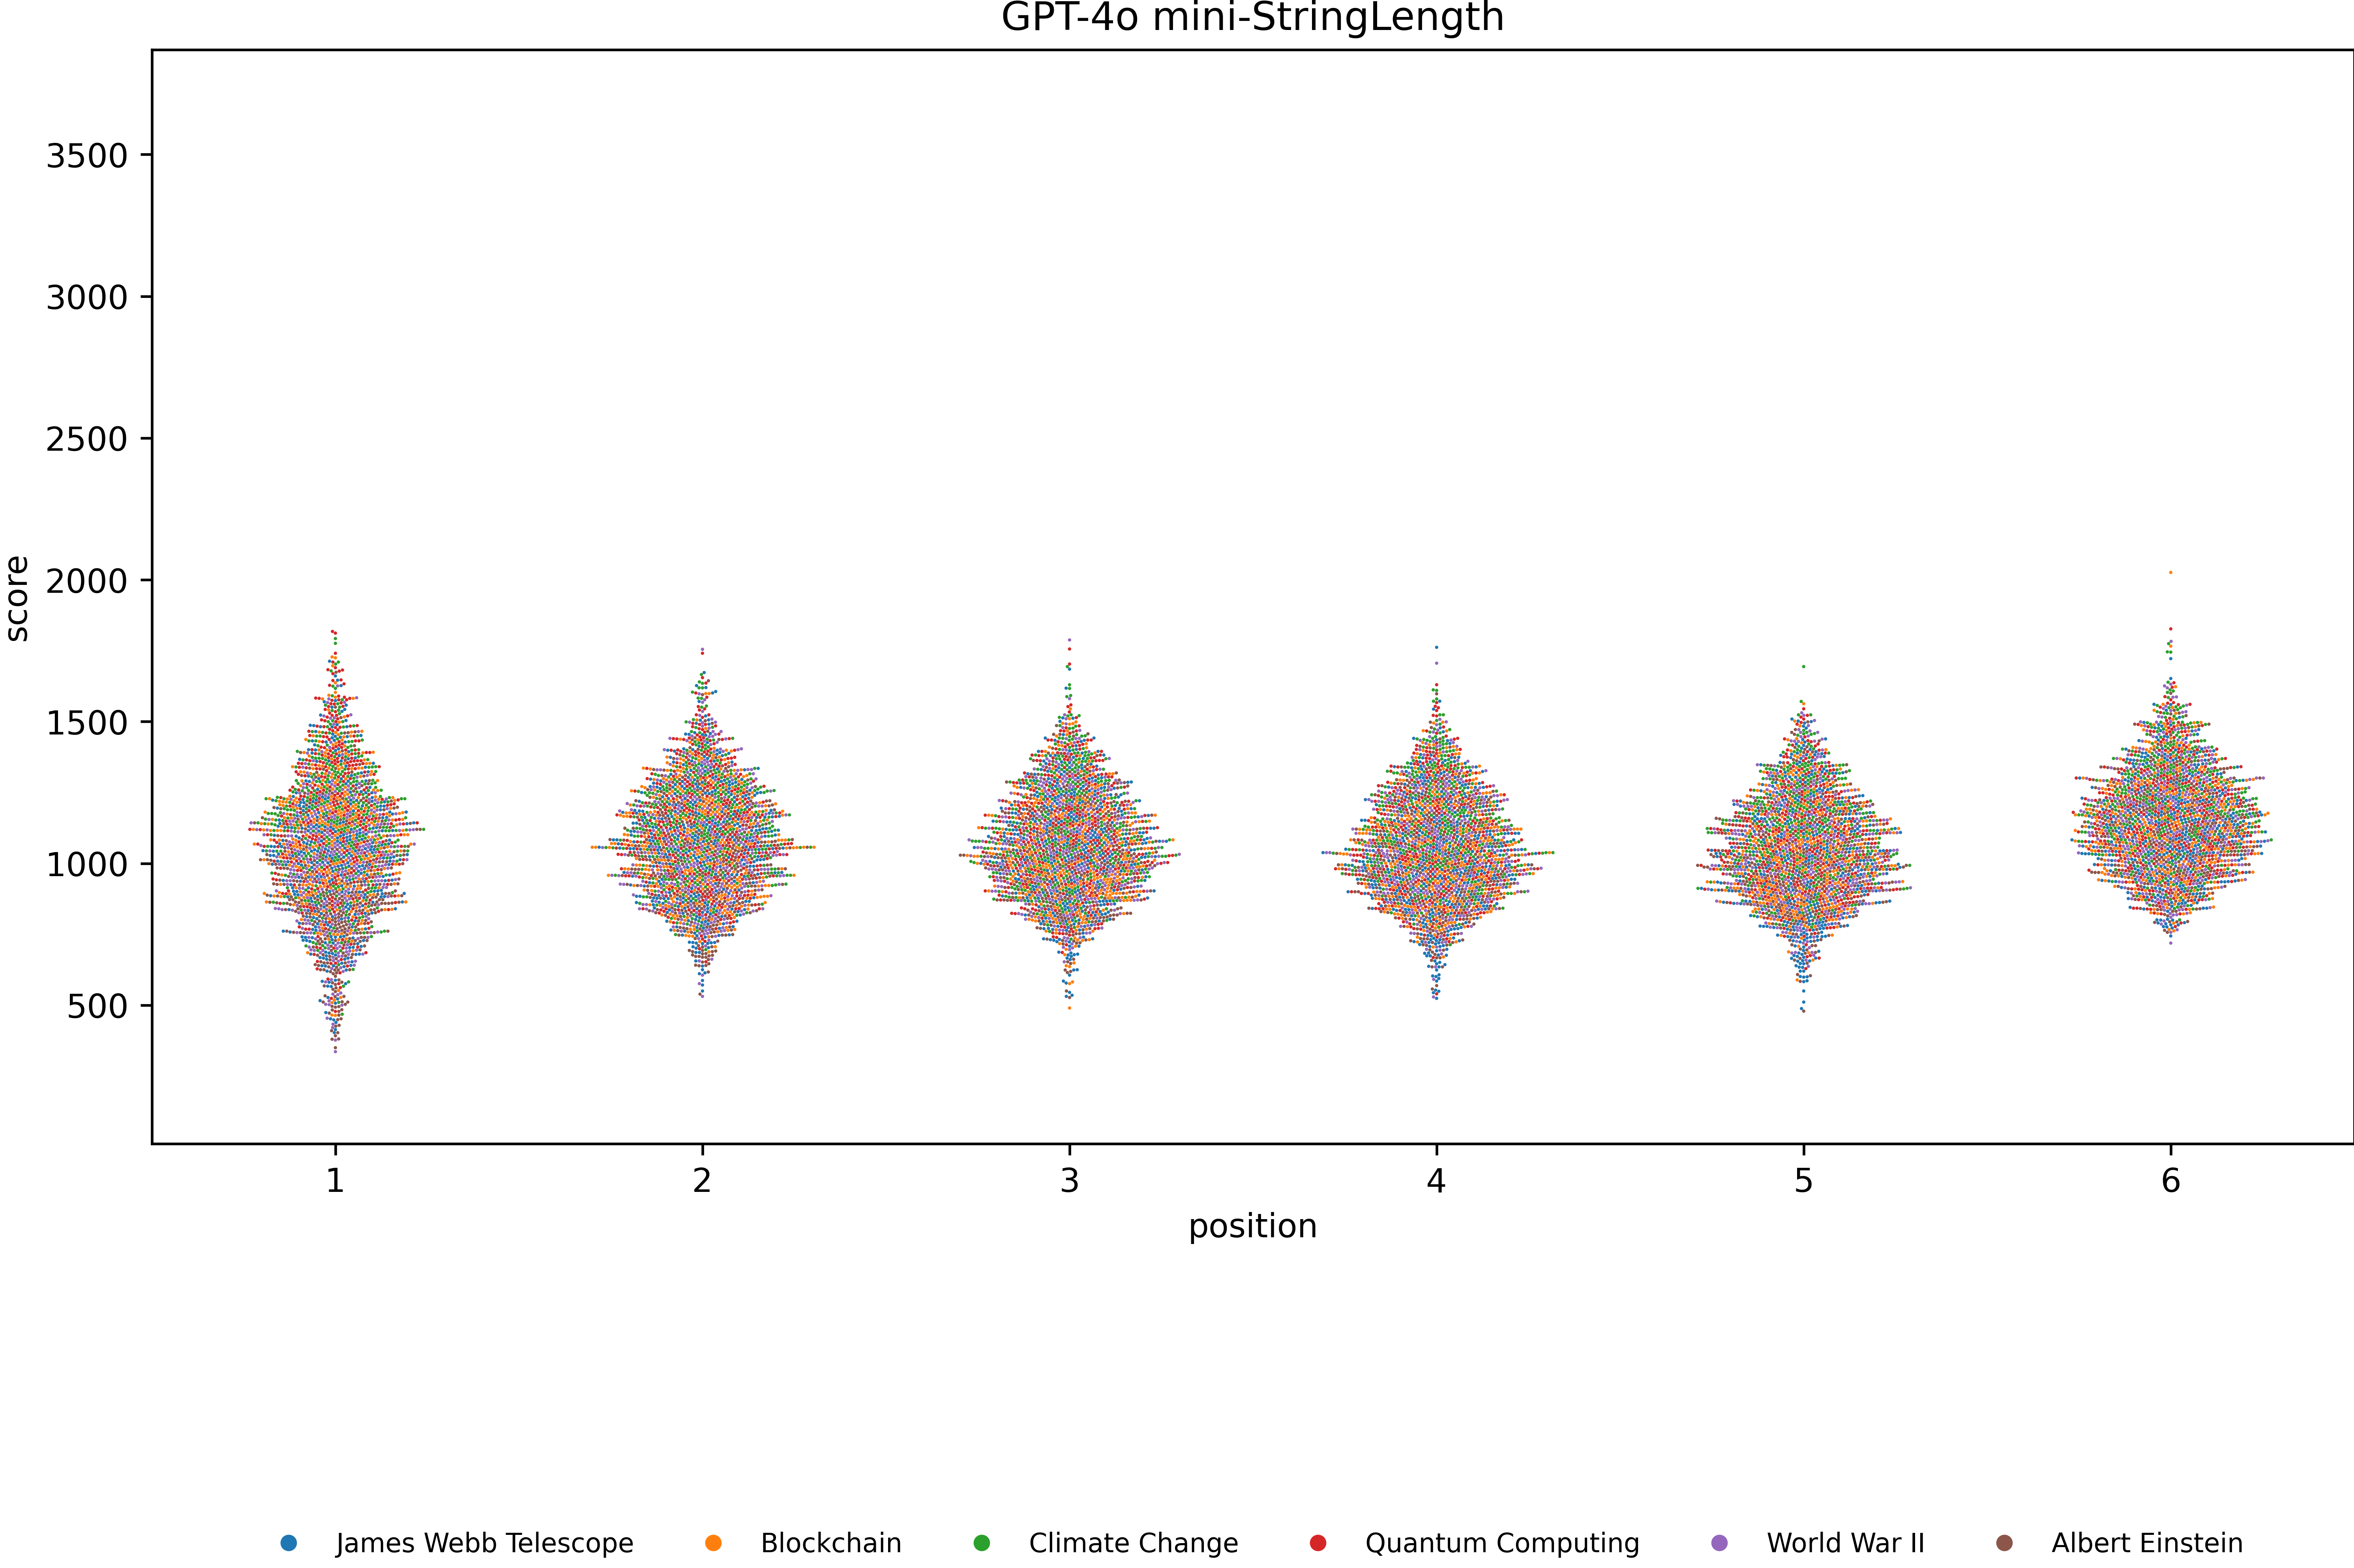 GPT-4o mini-StringLength
3500
3000
2500
2000
1500
1000
500
score
1 2 3 4 5 6
position
James Webb Telescope Blockchain Climate Change Quantum Computing World War II Albert Einstein